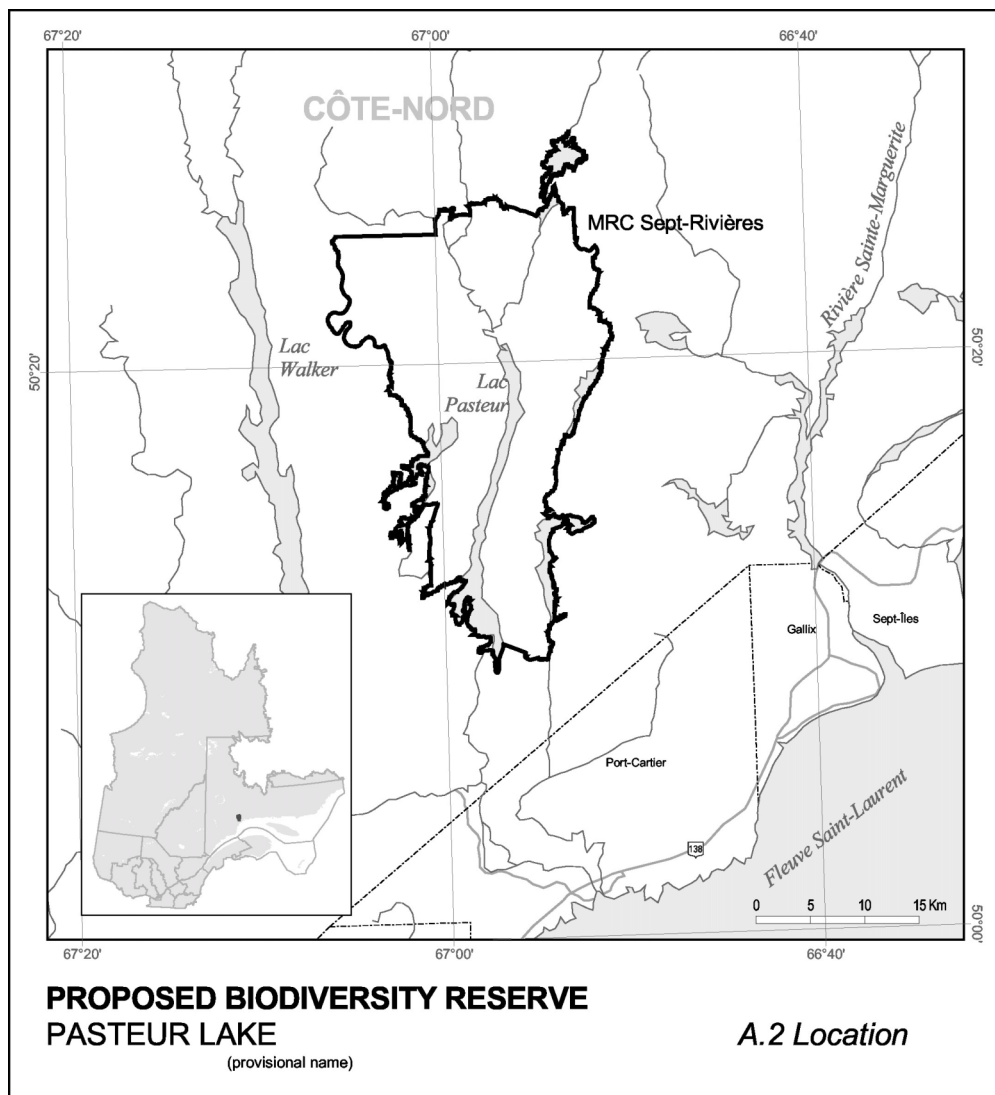 67°20' 67°00' 66°40'
CÔTE-NORD
MRC Sept-Rivières
Rivière Sainte-Marguerite
Lac
Walker
Lac
Pasteur
50°20'
50°20'
Gallix
Sept-Îles
Port-Cartier
138
Fleuve Saint-Laurent
0 5 10 15 Km
50°00'
67°20' 67°00' 66°40'
PROPOSED BIODIVERSITY RESERVE
PASTEUR LAKE
(provisional name)
A.2 Location